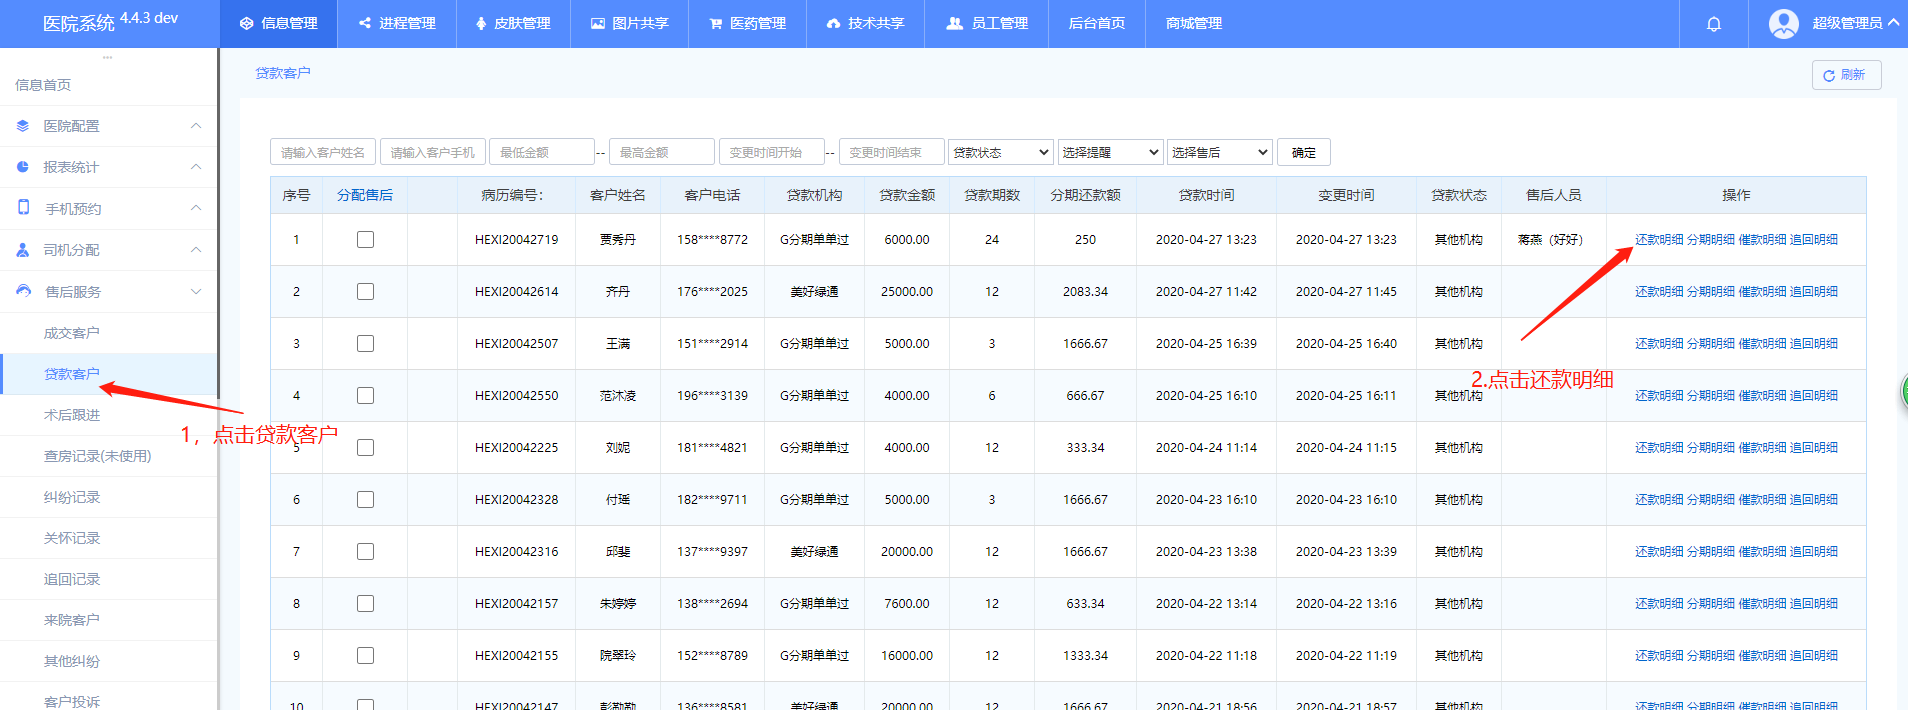 医院系统 4.4.3 dev
信息管理 进程管理 皮肤管理 图片共享 医药管理 技术共享 员工管理 后台首页 商城管理 超级管理员
信息首页
医院配置
报表统计
手机预约
司机分配
售后服务
成交客户
贷款客户
术后跟进
查房记录(未使用)
纠纷记录
关怀记录
追回记录
来院客户
其他纠纷
客户投诉
1，点击贷款客户
贷款客户
刷新
请输入客户姓名 请输入客户手机 最低金额 -- 最高金额 变更时间开始 -- 变更时间结束 贷款状态 选择提醒 选择售后 确定
序号 分配售后 病历编号： 客户姓名 客户电话 贷款机构 贷款金额 贷款期数 分期还款额 贷款时间 变更时间 贷款状态 售后人员 操作
1 HEXI20042719 贾秀丹 158****8772 G分期单单过 6000.00 24 250 2020-04-27 13:23 2020-04-27 13:23 其他机构 蒋燕（好好） 还款明细 分期明细 催款明细 追回明细
2 HEXI20042614 齐丹 176****2025 美好绿通 25000.00 12 2083.34 2020-04-27 11:42 2020-04-27 11:45 其他机构 还款明细 分期明细 催款明细 追回明细
3 HEXI20042507 王满 151****2914 G分期单单过 5000.00 3 1666.67 2020-04-25 16:39 2020-04-25 16:40 其他机构 还款明细 分期明细 催款明细 追回明细
2.点击还款明细
4 HEXI20042550 范沐凌 196****3139 G分期单单过 4000.00 6 666.67 2020-04-25 16:10 2020-04-25 16:11 其他机构 还款明细 分期明细 催款明细 追回明细
5 HEXI20042225 刘妮 181****4821 G分期单单过 4000.00 12 333.34 2020-04-24 11:14 2020-04-24 11:15 其他机构 还款明细 分期明细 催款明细 追回明细
6 HEXI20042328 付瑶 182****9711 G分期单单过 5000.00 3 1666.67 2020-04-23 16:10 2020-04-23 16:10 其他机构 还款明细 分期明细 催款明细 追回明细
7 HEXI20042316 邱斐 137****9397 美好绿通 20000.00 12 1666.67 2020-04-23 13:38 2020-04-23 13:39 其他机构 还款明细 分期明细 催款明细 追回明细
8 HEXI20042157 朱婷婷 138****2694 G分期单单过 7600.00 12 633.34 2020-04-22 13:14 2020-04-22 13:16 其他机构 还款明细 分期明细 催款明细 追回明细
9 HEXI20042155 院翠玲 152****8789 G分期单单过 16000.00 12 1333.34 2020-04-22 11:18 2020-04-22 11:19 其他机构 还款明细 分期明细 催款明细 追回明细
10 HEXI20042147 136****8581 美好绿通 20000.00 12 1666.67 2020-04-21 18:56 2020-04-21 18:57 其他机构 还款明细 分期明细 催款明细 追回明细